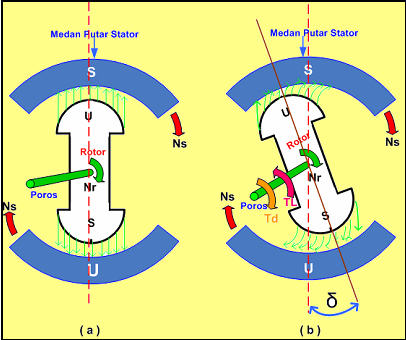 Medan Putar Stator
S
U
Rotor
Ns
Nr
Poros
Ns
S
U
( a )
Medan Putar Stator
S
U
Rotor
Ns
Nr
Poros
TL
Td
Ns
S
U
δ
( b )